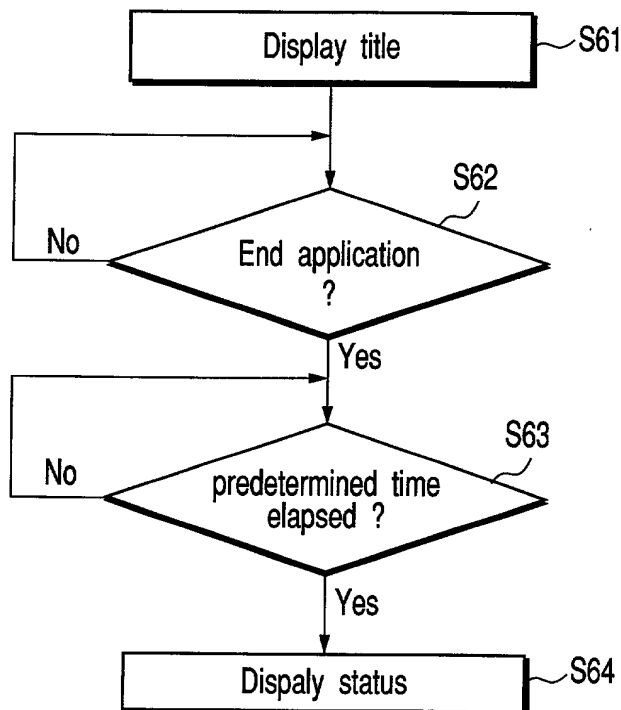 Display title
S61
S62
No
End application
?
Yes
S63
No
predetermined time
elapsed ?
Yes
Dispaly status
S64